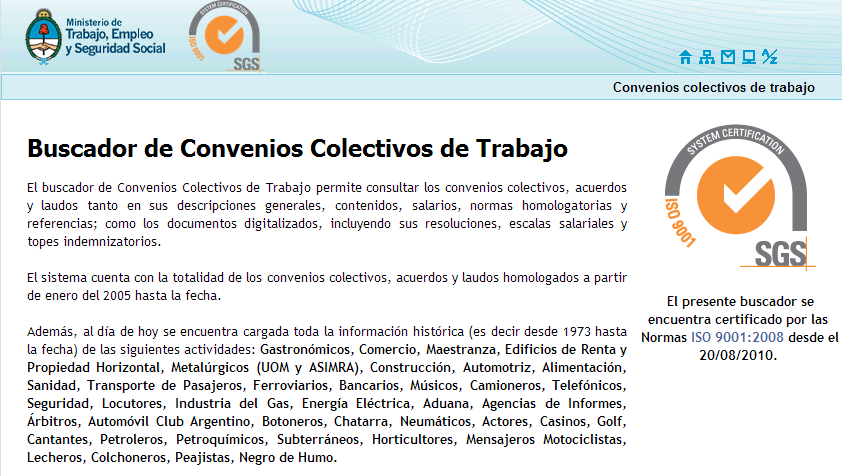 Ministerio de
Trabajo, Empleo
y Seguridad Social
SYSTEM CERTIFICATION
ISO 9001
SGS
Convenios colectivos de trabajo
Buscador de Convenios Colectivos de Trabajo
El buscador de Convenios Colectivos de Trabajo permite consultar los convenios colectivos, acuerdos
y laudos tanto en sus descripciones generales, contenidos, salarios, normas homologatorias y
referencias; como los documentos digitalizados, incluyendo sus resoluciones, escalas salariales y
topes indemnizatorios.
El sistema cuenta con la totalidad de los convenios colectivos, acuerdos y laudos homologados a partir
de enero del 2005 hasta la fecha.
Además, al día de hoy se encuentra cargada toda la información histórica (es decir desde 1973 hasta
la fecha) de las siguientes actividades: Gastronómicos, Comercio, Maestranza, Edificios de Renta y
Propiedad Horizontal, Metalúrgicos (UOM y ASIMRA), Construcción, Automotriz, Alimentación,
Sanidad, Transporte de Pasajeros, Ferroviarios, Bancarios, Músicos, Camioneros, Telefónicos,
Seguridad, Locutores, Industria del Gas, Energía Eléctrica, Aduana, Agencias de Informes,
Árbitros, Automóvil Club Argentino, Botoneros, Chatarra, Neumáticos, Actores, Casinos, Golf,
Cantantes, Petroleros, Petroquímicos, Subterráneos, Horticultores, Mensajeros Motociclistas,
Lecheros, Colchoneros, Peajistas, Negro de Humo.
SYSTEM CERTIFICATION
ISO 9001
SGS
El presente buscador se
encuentra certificado por las
Normas ISO 9001:2008 desde el
20/08/2010.